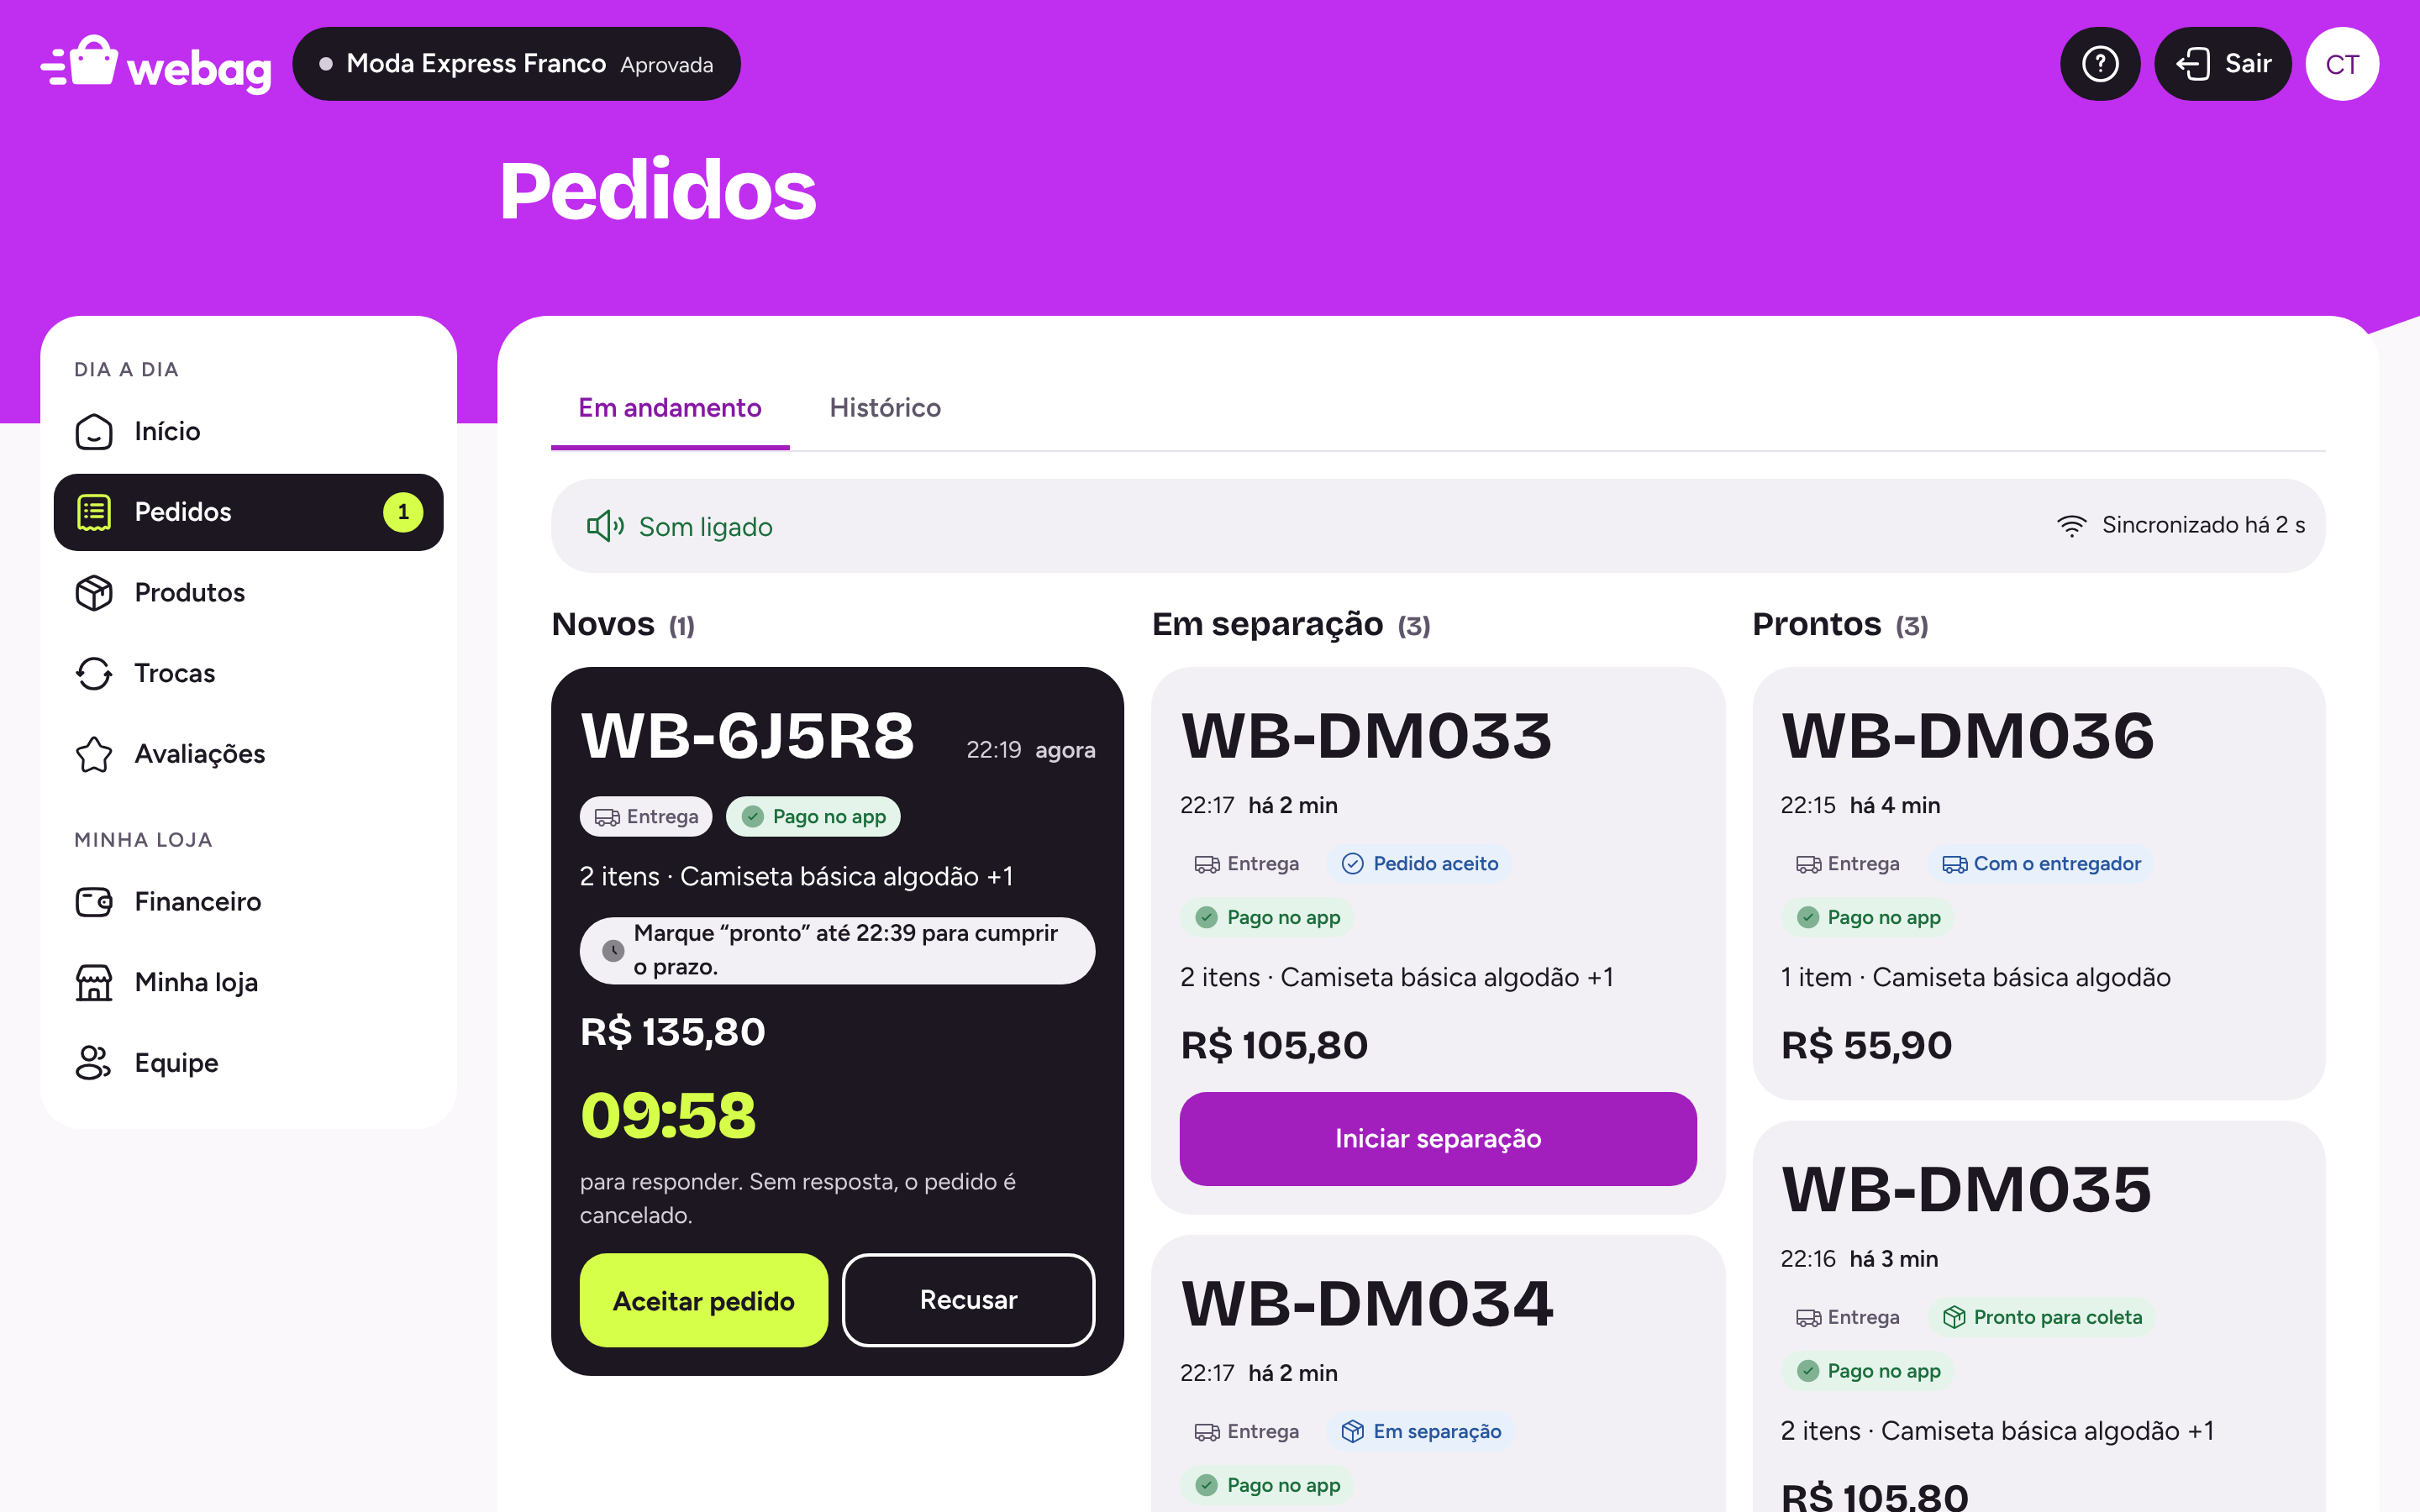 webag
Moda Express Franco Aprovada
Sair
CT
Pedidos
DIA A DIA
Início
Pedidos 1
Produtos
Trocas
Avaliações
MINHA LOJA
Financeiro
Minha loja
Equipe
Em andamento
Histórico
Som ligado
Sincronizado há 2 s
Novos (1)
WB-6J5R8 22:19 agora
Entrega Pago no app
2 itens · Camiseta básica algodão +1
Marque “pronto” até 22:39 para cumprir
o prazo.
R$ 135,80
09:58
para responder. Sem resposta, o pedido é
cancelado.
Aceitar pedido
Recusar
Em separação (3)
WB-DM033
22:17 há 2 min
Entrega Pedido aceito
Pago no app
2 itens · Camiseta básica algodão +1
R$ 105,80
Iniciar separação
WB-DM034
22:17 há 2 min
Entrega Em separação
Pago no app
Prontos (3)
WB-DM036
22:15 há 4 min
Entrega Com o entregador
Pago no app
1 item · Camiseta básica algodão
R$ 55,90
WB-DM035
22:16 há 3 min
Entrega Pronto para coleta
Pago no app
2 itens · Camiseta básica algodão +1
R$ 105,80